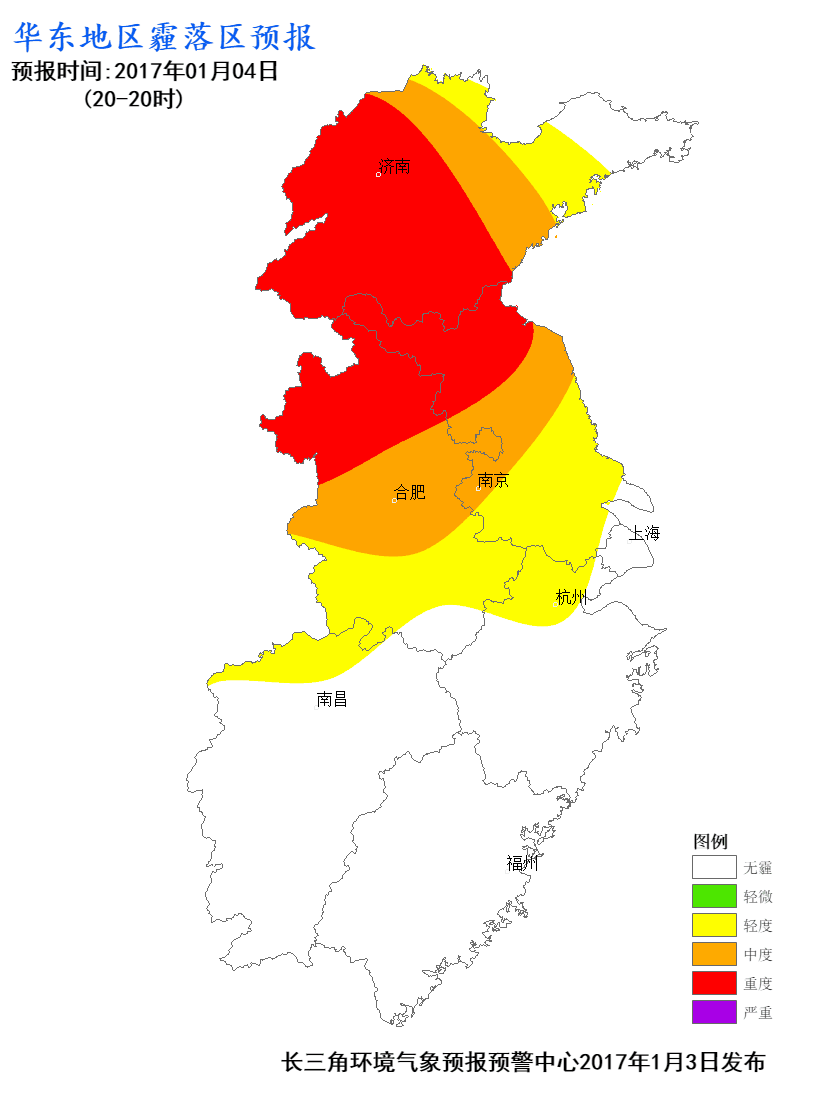 华东地区霾落区预报
预报时间:2017年01月04日
(20-20时)
济南
南京
合肥
上海
杭州
南昌
福州
图例
无霾
轻微
轻度
中度
重度
严重
长三角环境气象预报预警中心2017年1月3日发布